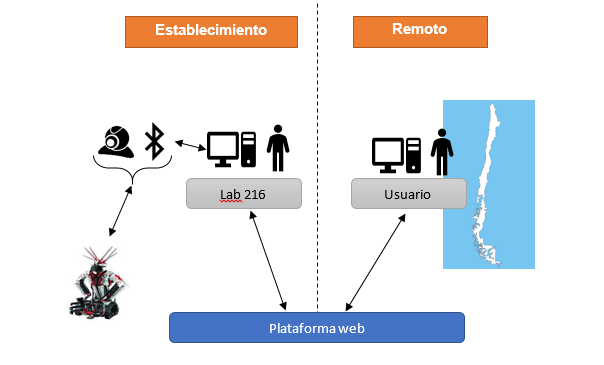 Establecimiento
Remoto
Lab 216
Usuario
Plataforma web